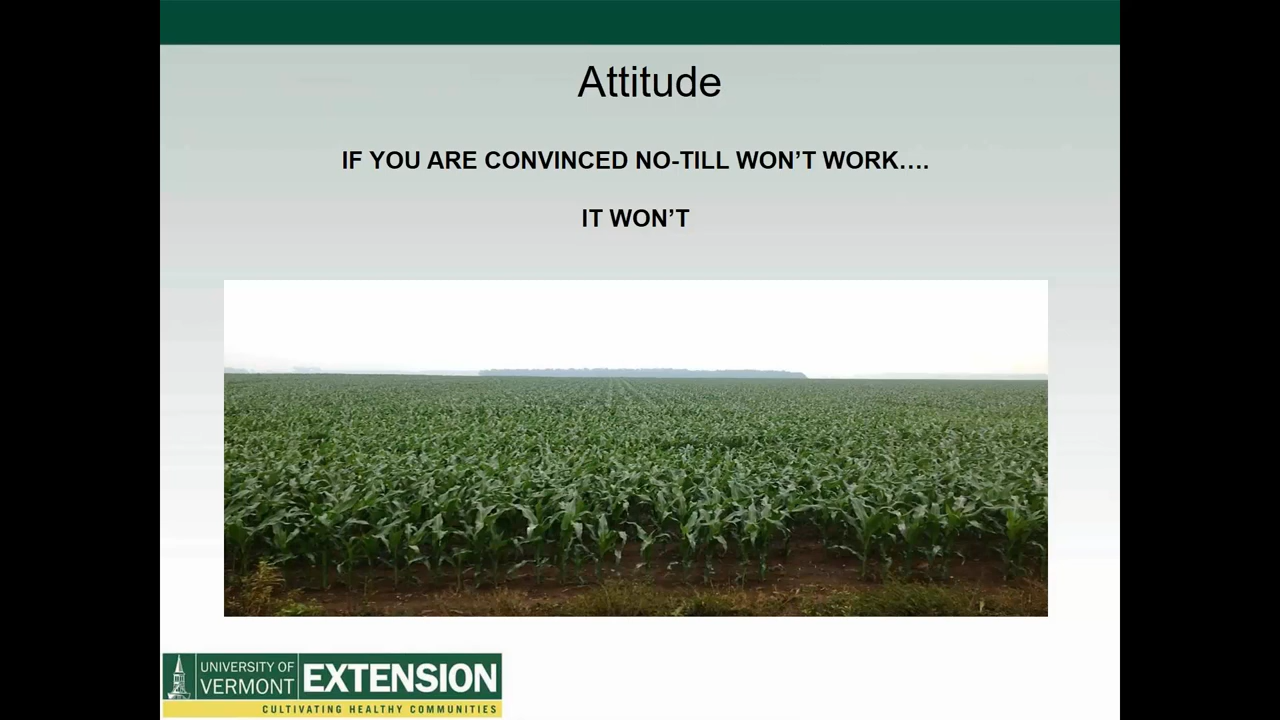 Attitude
IF YOU ARE CONVINCED NO-TILL WON’T WORK….
IT WON’T
UNIVERSITY OF
VERMONT
EXTENSION
CULTIVATING HEALTHY COMMUNITIES